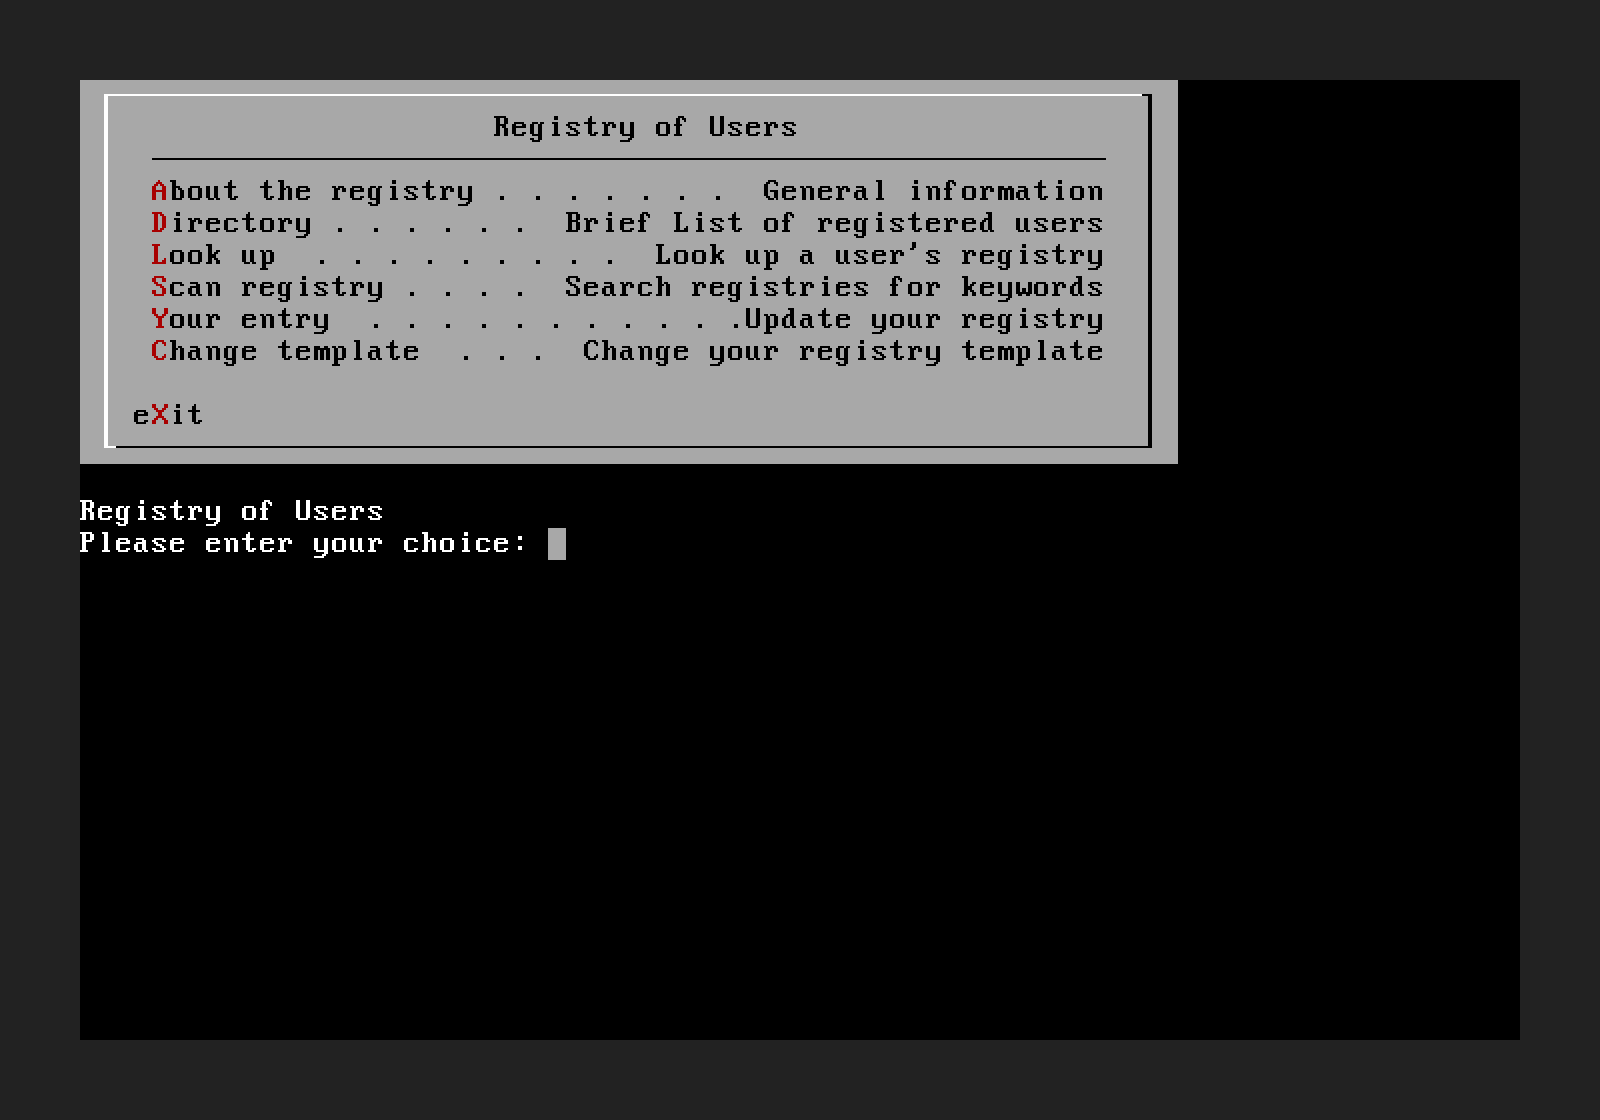 Registry of Users
About the registry . . . . . . .  General information
Directory . . . . . .  Brief List of registered users
Look up  . . . . . . . . .  Look up a user's registry
Scan registry . . . .  Search registries for keywords
Your entry  . . . . . . . . . . .Update your registry
Change template  . . .  Change your registry template
eXit
Registry of Users
Please enter your choice: